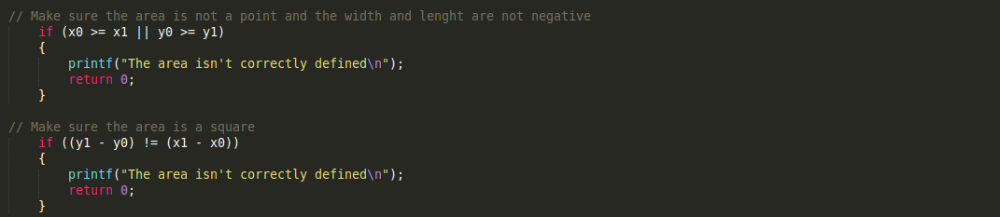 // Make sure the area is not a point and the width and lenght are not negative
if (x0 >= x1 || y0 >= y1)
{
printf("The area isn't correctly defined\n");
return 0;
}
// Make sure the area is a square
if ((y1 - y0) != (x1 - x0))
{
printf("The area isn't correctly defined\n");
return 0;
}